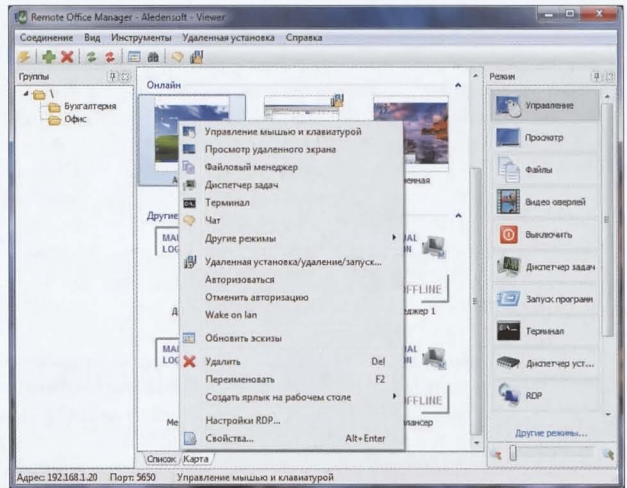 Remote Office Manager - Aledensoft - Viewer
Соединение Вид Инструменты Удаленная установка Справка
Группы
\
Бухгалтерия
Офис
Онлайн
Управление мышью и клавиатурой
Просмотр удаленного экрана
Файловый менеджер
Диспетчер задач
Терминал
Чат
Другие режимы
Удаленная установка/удаление/запуск...
Авторизоваться
Отменить авторизацию
Wake on lan
Обновить эскизы
Удалить Del
Переименовать F2
Создать ярлык на рабочем столе
Настройки RDP...
Свойства... Alt+Enter
Другие
Список Карта
Режим
Управление
Просмотр
Файлы
Видео оверлей
Выключить
Диспетчер задач
Запуск программ
Терминал
Диспетчер уст...
RDP
Другие режимы...
Адрес: 192.168.1.20 Порт: 5650 Управление мышью и клавиатурой